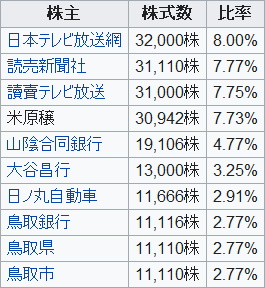 株主 株式数 比率
日本テレビ放送網 32,000株 8.00%
読売新聞社 31,110株 7.77%
讀賣テレビ放送 31,000株 7.75%
米原穣 30,942株 7.73%
山陰合同銀行 19,106株 4.77%
大谷昌行 13,000株 3.25%
日ノ丸自動車 11,666株 2.91%
鳥取銀行 11,116株 2.77%
鳥取県 11,110株 2.77%
鳥取市 11,110株 2.77%